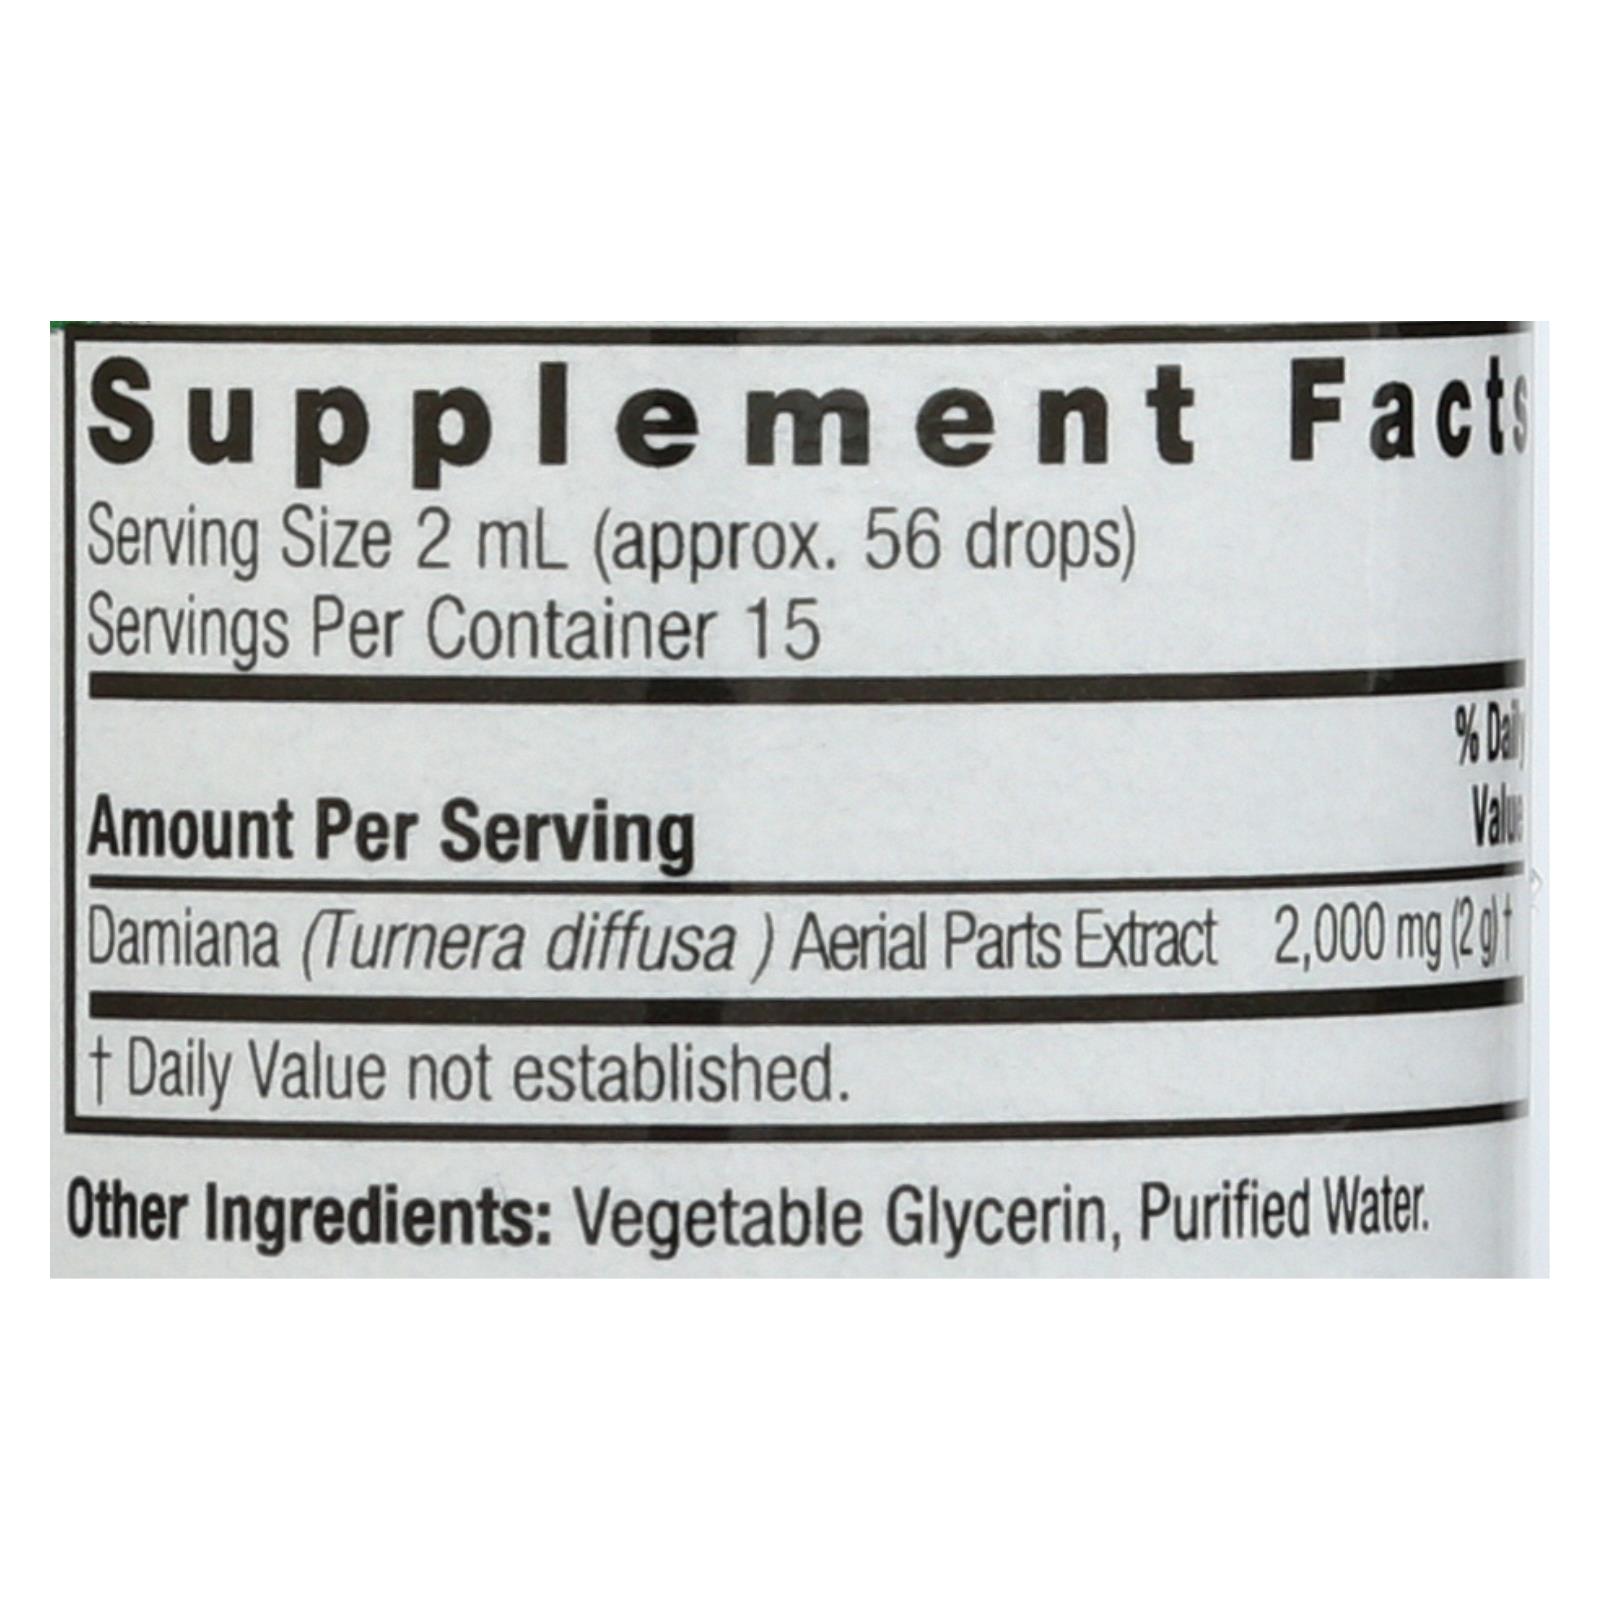 Supplement Facts
Serving Size 2 mL (approx. 56 drops)
Servings Per Container 15
% Daily
Value
Amount Per Serving
Damiana (Turnera diffusa ) Aerial Parts Extract 2,000 mg (2 g) †
† Daily Value not established.
Other Ingredients: Vegetable Glycerin, Purified Water.